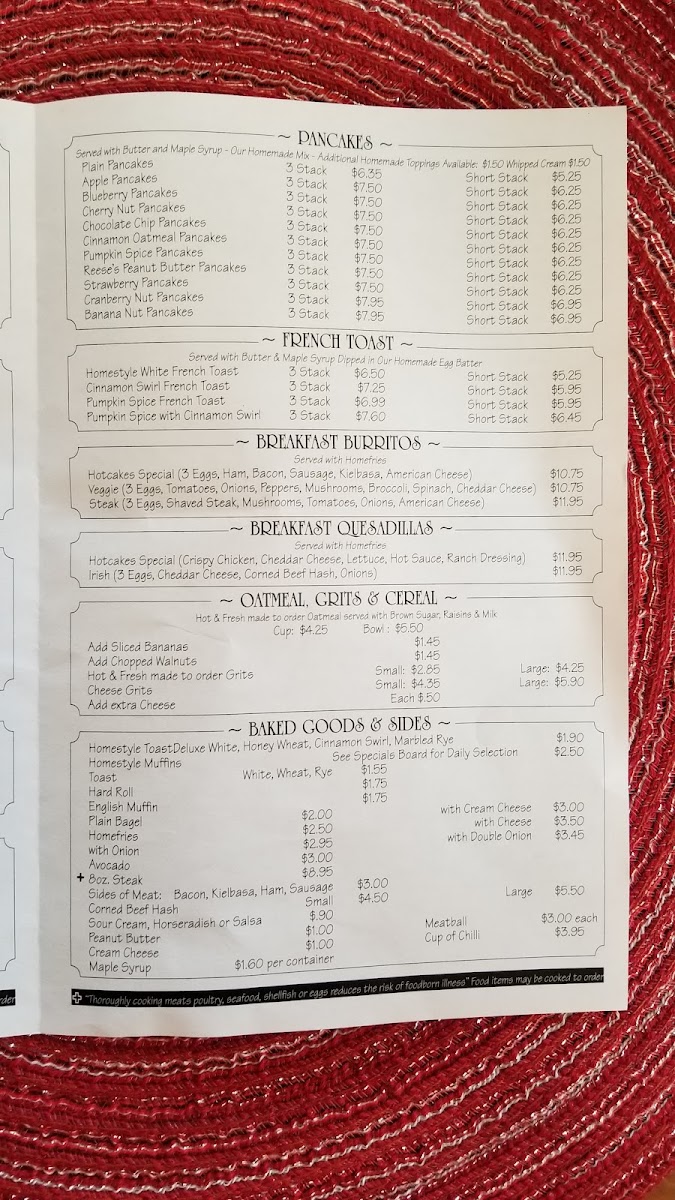 ~ PANCAKES ~
Served with Butter and Maple Syrup - Our Homemade Mix - Additional Homemade Toppings Available: $1.50 Whipped Cream $1.50
Plain Pancakes 3 Stack $6.35 Short Stack $5.25
Apple Pancakes 3 Stack $7.50 Short Stack $6.25
Blueberry Pancakes 3 Stack $7.50 Short Stack $6.25
Cherry Nut Pancakes 3 Stack $7.50 Short Stack $6.25
Chocolate Chip Pancakes 3 Stack $7.50 Short Stack $6.25
Cinnamon Oatmeal Pancakes 3 Stack $7.50 Short Stack $6.25
Pumpkin Spice Pancakes 3 Stack $7.50 Short Stack $6.25
Reese's Peanut Butter Pancakes 3 Stack $7.50 Short Stack $6.25
Strawberry Pancakes 3 Stack $7.50 Short Stack $6.25
Cranberry Nut Pancakes 3 Stack $7.95 Short Stack $6.95
Banana Nut Pancakes 3 Stack $7.95 Short Stack $6.95
~ FRENCH TOAST ~
Served with Butter & Maple Syrup Dipped in Our Homemade Egg Batter
Homestyle White French Toast 3 Stack $6.50 Short Stack $5.25
Cinnamon Swirl French Toast 3 Stack $7.25 Short Stack $5.95
Pumpkin Spice French Toast 3 Stack $6.99 Short Stack $5.95
Pumpkin Spice with Cinnamon Swirl 3 Stack $7.60 Short Stack $6.45
~ BREAKFAST BURRITOS ~
Served with Homefries
Hotcakes Special (3 Eggs, Ham, Bacon, Sausage, Kielbasa, American Cheese) $10.75
Veggie (3 Eggs, Tomatoes, Onions, Peppers, Mushrooms, Broccoli, Spinach, Cheddar Cheese) $10.75
Steak (3 Eggs, Shaved Steak, Mushrooms, Tomatoes, Onions, American Cheese) $11.95
~ BREAKFAST QUESADILLAS ~
Served with Homefries
Hotcakes Special (Crispy Chicken, Cheddar Cheese, Lettuce, Hot Sauce, Ranch Dressing) $11.95
Irish (3 Eggs, Cheddar Cheese, Corned Beef Hash, Onions) $11.95
~ OATMEAL, GRITS & CEREAL ~
Hot & Fresh made to order Oatmeal served with Brown Sugar, Raisins & Milk
Cup: $4.25 Bowl: $5.50
Add Sliced Bananas $1.45
Add Chopped Walnuts $1.45
Hot & Fresh made to order Grits Small: $2.85 Large: $4.25
Cheese Grits Small: $4.35 Large: $5.90
Add extra Cheese Each $.50
~ BAKED GOODS & SIDES ~
Homestyle ToastDeluxe White, Honey Wheat, Cinnamon Swirl, Marbled Rye $1.90
Homestyle Muffins See Specials Board for Daily Selection $2.50
Toast White, Wheat, Rye $1.55
Hard Roll $1.75
English Muffin $1.75
Plain Bagel $2.00 with Cream Cheese $3.00
Homefries $2.50 with Cheese $3.50
with Onion $2.95 with Double Onion $3.45
Avocado $3.00
+ 8oz. Steak $8.95
Sides of Meat: Bacon, Kielbasa, Ham, Sausage $3.00
Corned Beef Hash Small $4.50 Large $5.50
Sour Cream, Horseradish or Salsa $.90 Meatball $3.00 each
Peanut Butter $1.00 Cup of Chili $3.95
Cream Cheese $1.00
Maple Syrup $1.60 per container
"Thoroughly cooking meats poultry, seafood, shellfish or eggs reduces the risk of foodborn illness" Food items may be cooked to order
rder